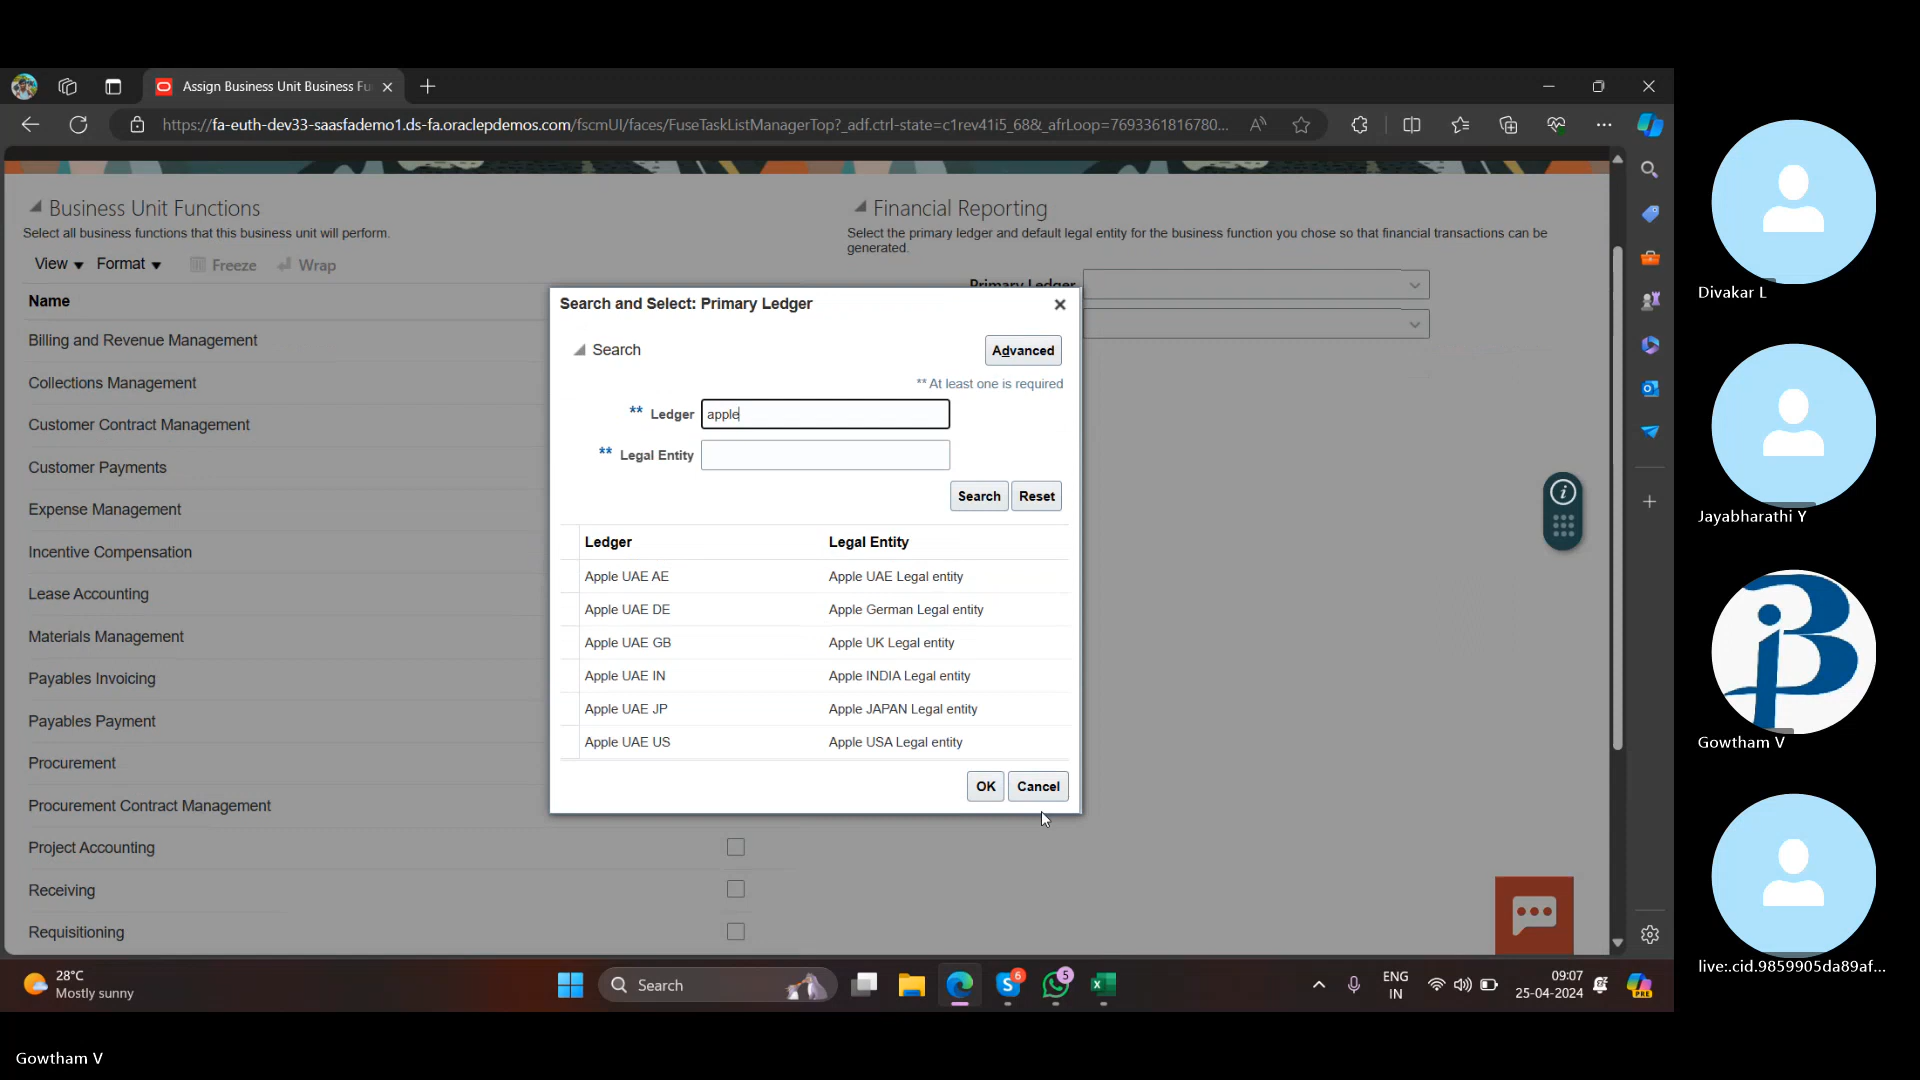 Assign Business Unit Business Fu
https://fa-euth-dev33-saasfademo1.ds-fa.oraclepdemos.com/fscmUI/faces/FuseTaskListManagerTop?_adf.ctrl-state=c1rev41i5_68&_afrLoop=7693361816780...
Business Unit Functions
Select all business functions that this business unit will perform.
View Format Freeze Wrap
Name
Billing and Revenue Management
Collections Management
Customer Contract Management
Customer Payments
Expense Management
Incentive Compensation
Lease Accounting
Materials Management
Payables Invoicing
Payables Payment
Procurement
Procurement Contract Management
Project Accounting
Receiving
Requisitioning
Financial Reporting
Select the primary ledger and default legal entity for the business function you chose so that financial transactions can be
generated.
Primary Ledger
Search and Select: Primary Ledger
Search
Advanced
** At least one is required
** Ledger apple
** Legal Entity
Search Reset
Ledger Legal Entity
Apple UAE AE Apple UAE Legal entity
Apple UAE DE Apple German Legal entity
Apple UAE GB Apple UK Legal entity
Apple UAE IN Apple INDIA Legal entity
Apple UAE JP Apple JAPAN Legal entity
Apple UAE US Apple USA Legal entity
OK Cancel
Divakar L
Jayabharathi Y
Gowtham V
live:.cid.9859905da89af...
28°C
Mostly sunny
Search
6
5
ENG
IN
09:07
25-04-2024
PRE
Gowtham V